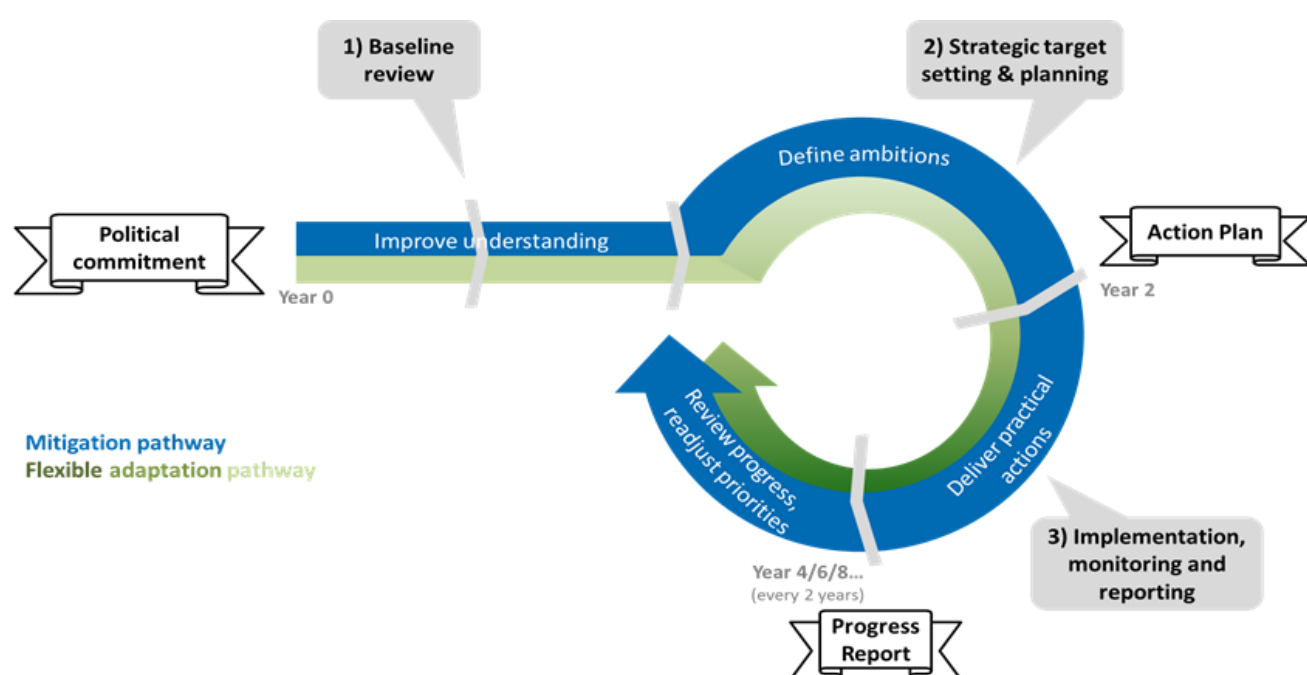 1) Baseline
review
2) Strategic target
setting & planning
Define ambitions
Political
commitment
Improve understanding
Action Plan
Year 0
Year 2
Review progress,
readjust priorities
Deliver practical
actions
Mitigation pathway
Flexible adaptation pathway
3) Implementation,
monitoring and
reporting
Year 4/6/8...
(every 2 years)
Progress
Report